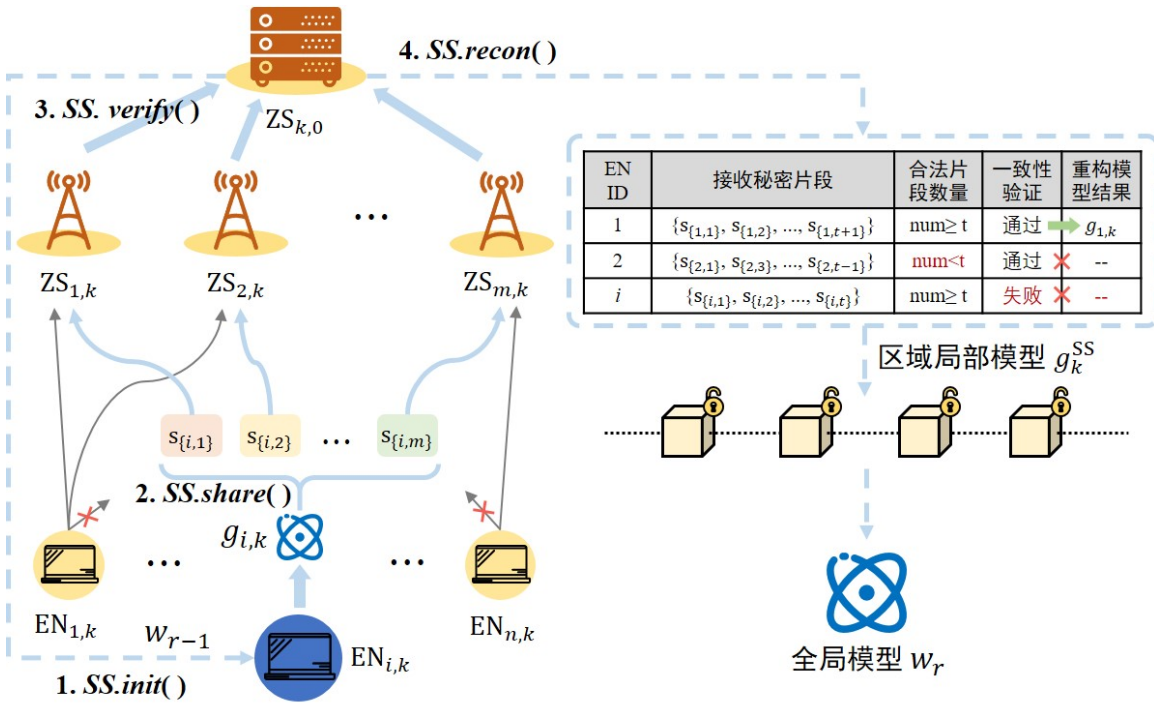 4. SS.recon( )
3. SS. verify( )
ZSₖ,₀
EN ID	接收秘密片段	合法片段数量	一致性验证	重构模型结果
1	{s_{1,1}, s_{1,2}, ..., s_{1,t+1}}	num≥ t	通过	g_{1,k}
2	{s_{2,1}, s_{2,3}, ..., s_{2,t−1}}	num<t	通过	--
i	{s_{i,1}, s_{i,2}, ..., s_{i,t}}	num≥ t	失败	--
...
ZS_{1,k}
ZS_{2,k}
ZS_{m,k}
区域局部模型 g_k^{SS}
s_{i,1}
s_{i,2}
...
s_{i,m}
2. SS.share( )
g_{i,k}
...
...
EN_{1,k}
EN_{n,k}
w_{r−1}
EN_{i,k}
1. SS.init( )
全局模型 w_r